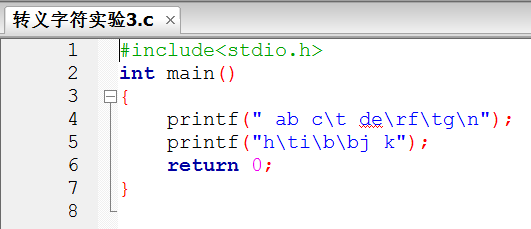 转义字符实验3.c ×
1 #include<stdio.h>
2 int main()
3 {
4 printf(" ab c\t de\rf\tg\n");
5 printf("h\ti\b\bj k");
6 return 0;
7 }
8